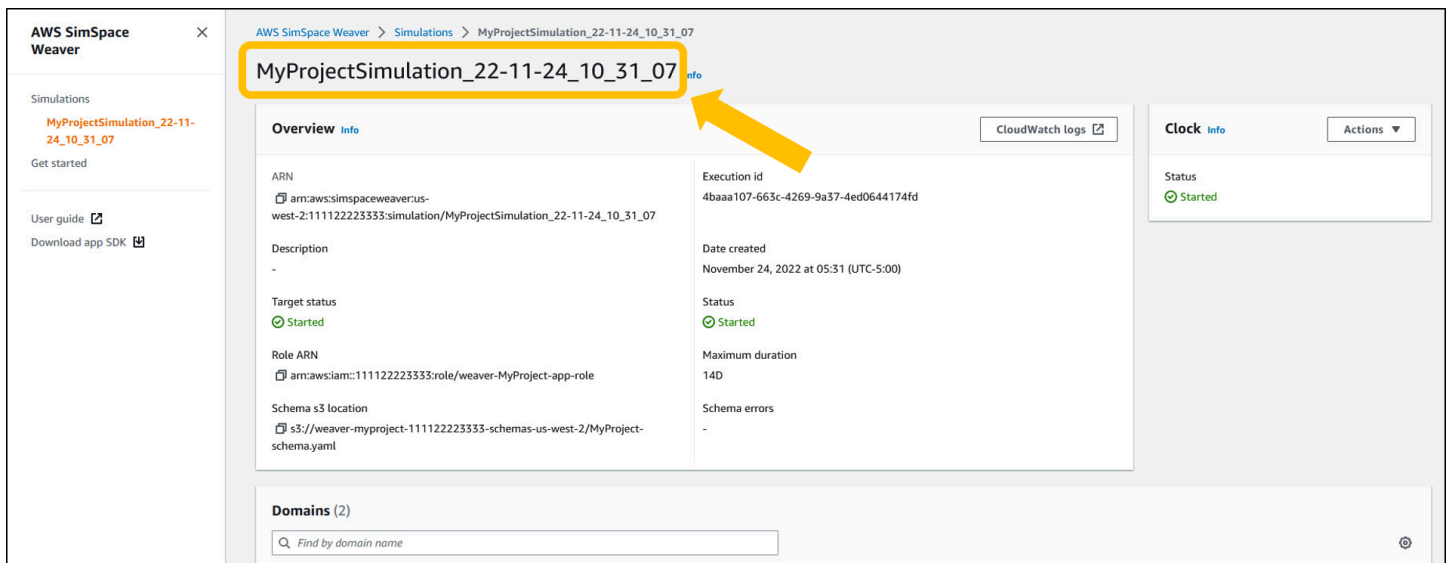 AWS SimSpace
Weaver
Simulations
MyProjectSimulation_22-11-
24_10_31_07
Get started
User guide
Download app SDK
AWS SimSpace Weaver > Simulations > MyProjectSimulation_22-11-24_10_31_07
MyProjectSimulation_22-11-24_10_31_07 nfo
Overview Info
CloudWatch logs
ARN
arn:aws:simspaceweaver:us-
west-2:111122223333:simulation/MyProjectSimulation_22-11-24_10_31_07
Execution id
4baaa107-663c-4269-9a37-4ed0644174fd
Description
-
Date created
November 24, 2022 at 05:31 (UTC-5:00)
Target status
Started
Status
Started
Role ARN
arn:aws:iam::111122223333:role/weaver-MyProject-app-role
Maximum duration
14D
Schema s3 location
s3://weaver-myproject-111122223333-schemas-us-west-2/MyProject-
schema.yaml
Schema errors
-
Clock Info
Actions
Status
Started
Domains (2)
Find by domain name